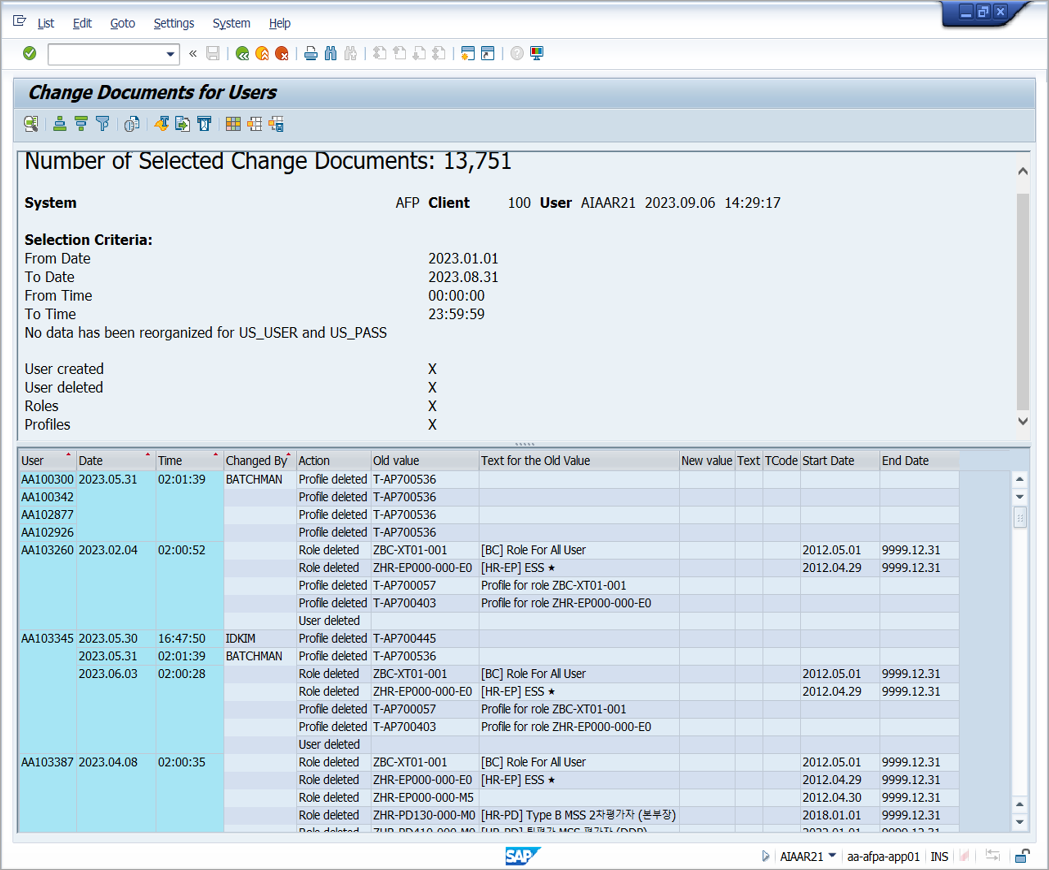 List Edit Goto Settings System Help
Change Documents for Users
Number of Selected Change Documents: 13,751
System AFP Client 100 User AIAAR21 2023.09.06 14:29:17
Selection Criteria:
From Date 2023.01.01
To Date 2023.08.31
From Time 00:00:00
To Time 23:59:59
No data has been reorganized for US_USER and US_PASS
User created X
User deleted X
Roles X
Profiles X
User Date Time Changed By Action Old value Text for the Old Value New value Text TCode Start Date End Date
AA100300 2023.05.31 02:01:39 BATCHMAN Profile deleted T-AP700536
AA100342 Profile deleted T-AP700536
AA102877 Profile deleted T-AP700536
AA102926 Profile deleted T-AP700536
AA103260 2023.02.04 02:00:52 Role deleted ZBC-XT01-001 [BC] Role For All User 2012.05.01 9999.12.31
Role deleted ZHR-EP000-000-E0 [HR-EP] ESS ★ 2012.04.29 9999.12.31
Profile deleted T-AP700057 Profile for role ZBC-XT01-001
Profile deleted T-AP700403 Profile for role ZHR-EP000-000-E0
User deleted
AA103345 2023.05.30 16:47:50 IDKIM Profile deleted T-AP700445
2023.05.31 02:01:39 BATCHMAN Profile deleted T-AP700536
2023.06.03 02:00:28 Role deleted ZBC-XT01-001 [BC] Role For All User 2012.05.01 9999.12.31
Role deleted ZHR-EP000-000-E0 [HR-EP] ESS ★ 2012.04.29 9999.12.31
Profile deleted T-AP700057 Profile for role ZBC-XT01-001
Profile deleted T-AP700403 Profile for role ZHR-EP000-000-E0
User deleted
AA103387 2023.04.08 02:00:35 Role deleted ZBC-XT01-001 [BC] Role For All User 2012.05.01 9999.12.31
Role deleted ZHR-EP000-000-E0 [HR-EP] ESS ★ 2012.04.29 9999.12.31
Role deleted ZHR-EP000-000-M5 2012.04.30 9999.12.31
Role deleted ZHR-PD130-000-M0 [HR-PD] Type B MSS 2차평가자 (본부장) 2018.01.01 9999.12.31
Role deleted ZHR-PD410-000-M0 [HR-PD] 9999.12.31
SAP AIAAR21 aa-afpa-app01 INS